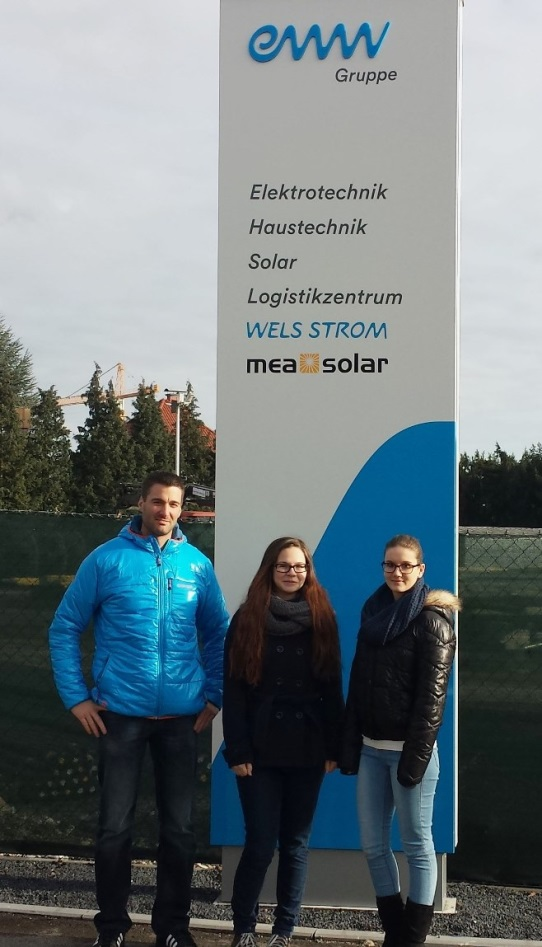 eww
Gruppe
Elektrotechnik
Haustechnik
Solar
Logistikzentrum
WELS STROM
mea solar